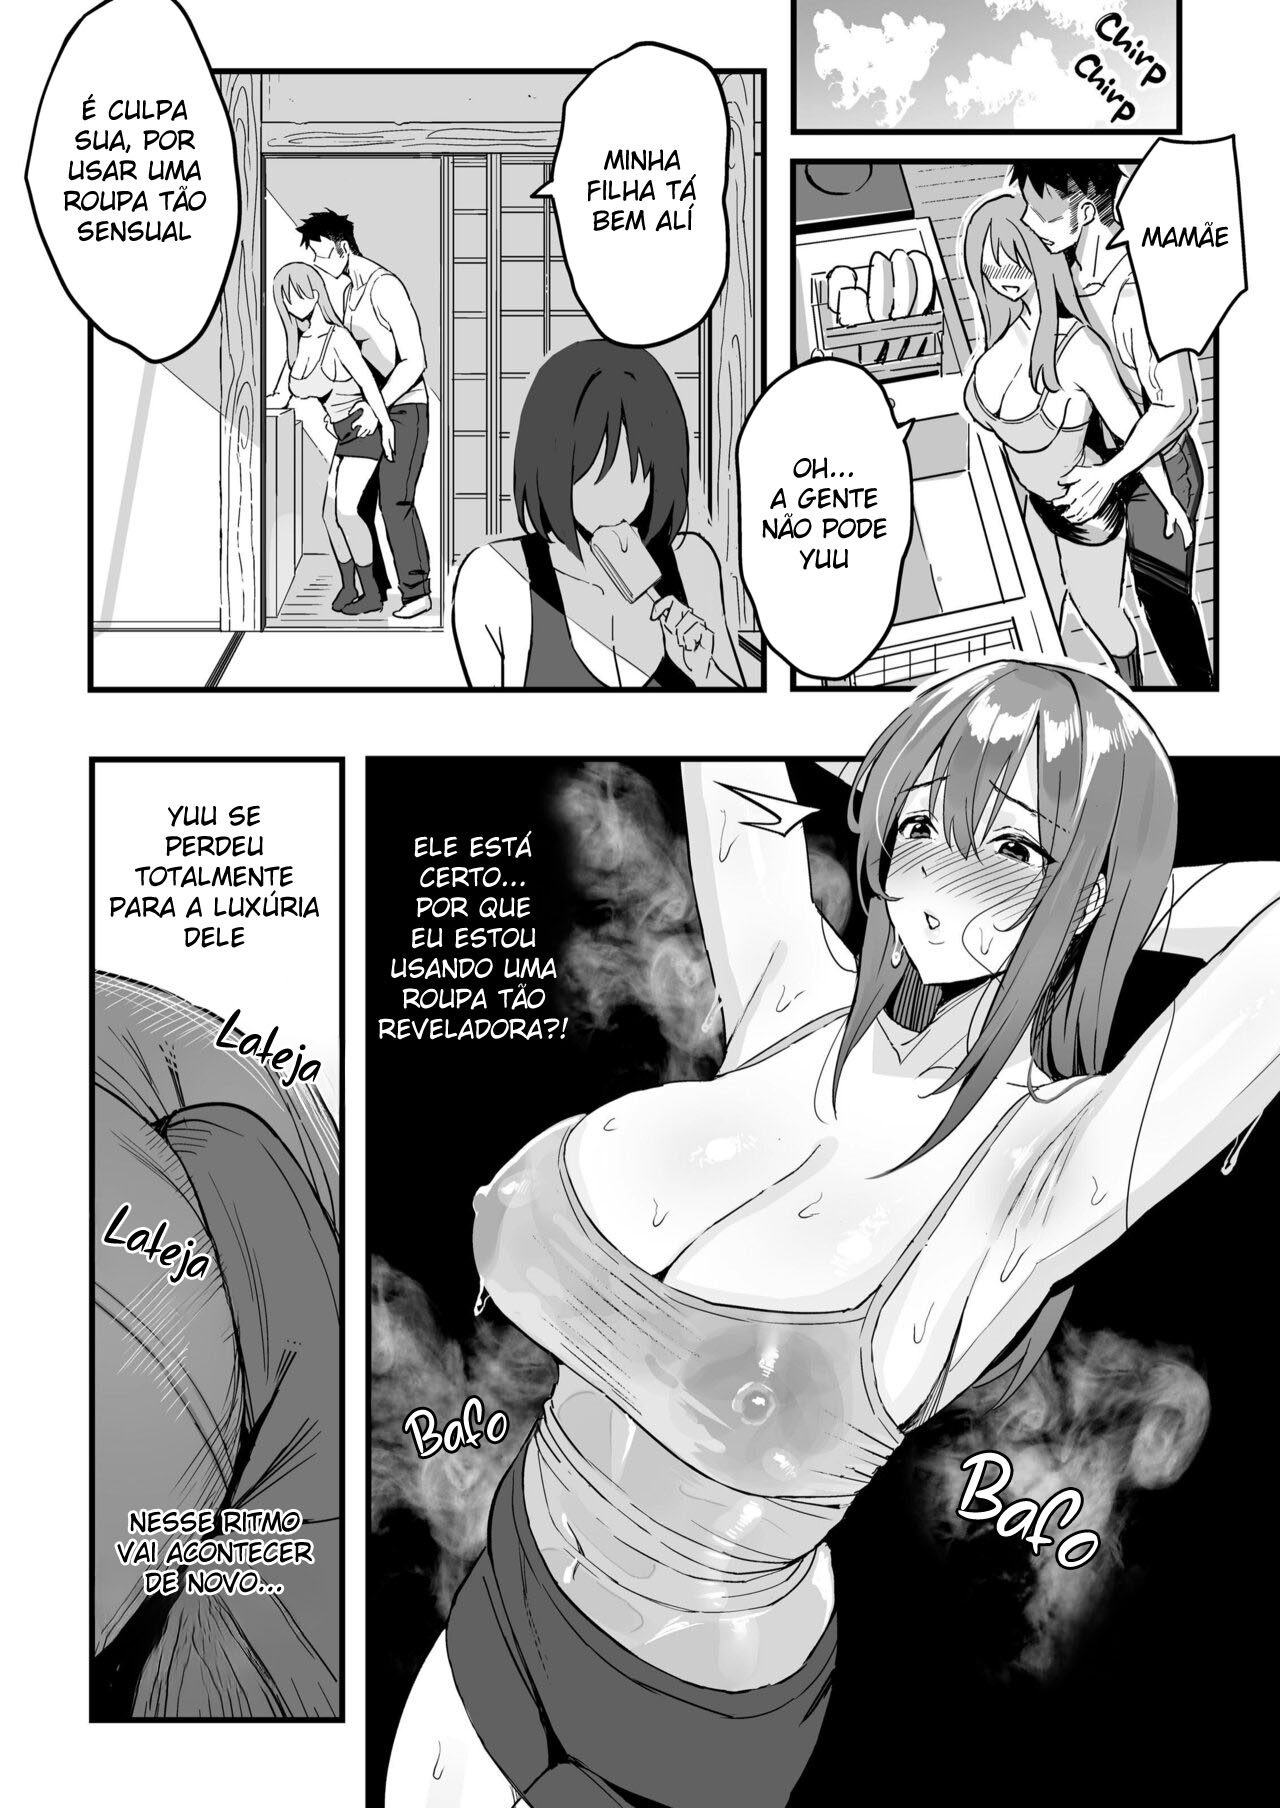 Chirp
Chirp
MAMÃE
OH...
A GENTE
NÃO PODE
YUU
MINHA
FILHA TÁ
BEM ALÍ
É CULPA
SUA, POR
USAR UMA
ROUPA TÃO
SENSUAL
ELE ESTÁ
CERTO...
POR QUE
EU ESTOU
USANDO UMA
ROUPA TÃO
REVELADORA?!
Bafo
Bafo
YUU SE
PERDEU
TOTALMENTE
PARA A LUXÚRIA
DELE
Lateja
Lateja
NESSE RITMO
VAI ACONTECER
DE NOVO...